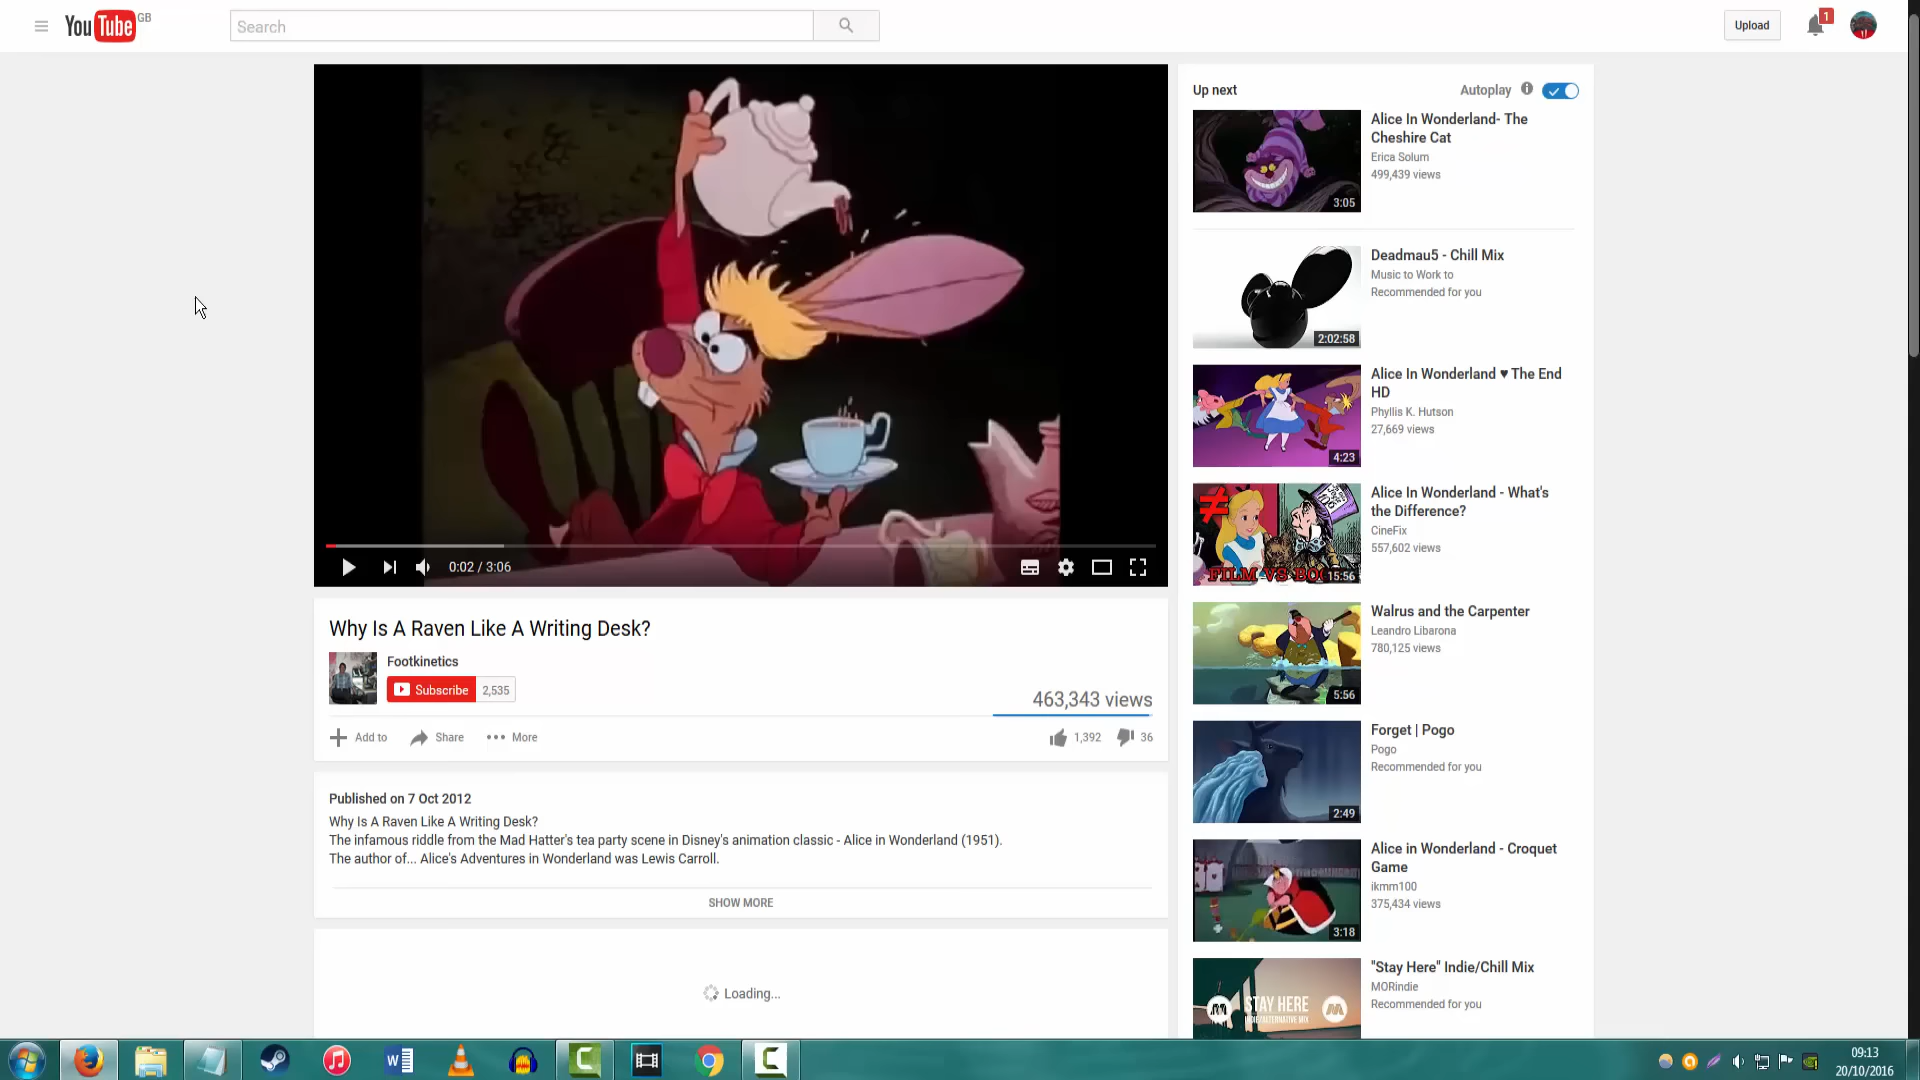 YouTube GB
Search
Upload
1
0:02 / 3:06
Why Is A Raven Like A Writing Desk?
Footkinetics
Subscribe 2,535
463,343 views
Add to Share More
1,392 36
Published on 7 Oct 2012
Why Is A Raven Like A Writing Desk?
The infamous riddle from the Mad Hatter's tea party scene in Disney's animation classic - Alice in Wonderland (1951).
The author of... Alice's Adventures in Wonderland was Lewis Carroll.
SHOW MORE
Loading...
Up next
Autoplay
Alice In Wonderland- The
Cheshire Cat
Erica Solum
499,439 views
3:05
Deadmau5 - Chill Mix
Music to Work to
Recommended for you
2:02:58
Alice In Wonderland ♥ The End
HD
Phyllis K. Hutson
27,669 views
4:23
Alice In Wonderland - What's
the Difference?
CineFix
557,602 views
FILM VS BOO
15:56
Walrus and the Carpenter
Leandro Libarona
780,125 views
5:56
Forget | Pogo
Pogo
Recommended for you
2:49
Alice in Wonderland - Croquet
Game
ikmm100
375,434 views
3:18
"Stay Here" Indie/Chill Mix
MORindie
Recommended for you
STAY HERE
INDIE/ALTERNATIVE MIX
09:13
20/10/2016